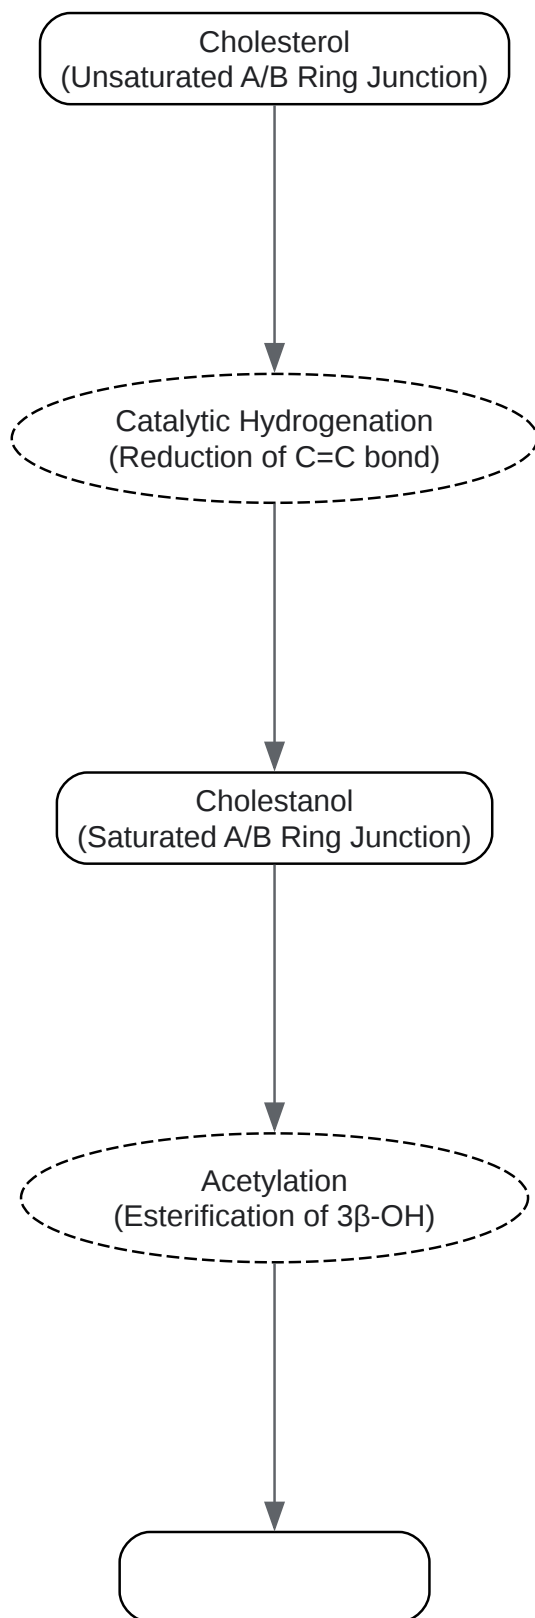 Cholesterol
(Unsaturated A/B Ring Junction)
Catalytic Hydrogenation
(Reduction of C=C bond)
Cholestanol
(Saturated A/B Ring Junction)
Acetylation
(Esterification of 3β-OH)